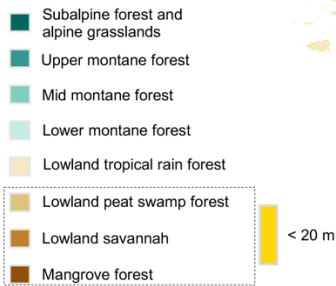 Subalpine forest and
alpine grasslands
Upper montane forest
Mid montane forest
Lower montane forest
Lowland tropical rain forest
Lowland peat swamp forest
Lowland savannah
< 20 m
Mangrove forest